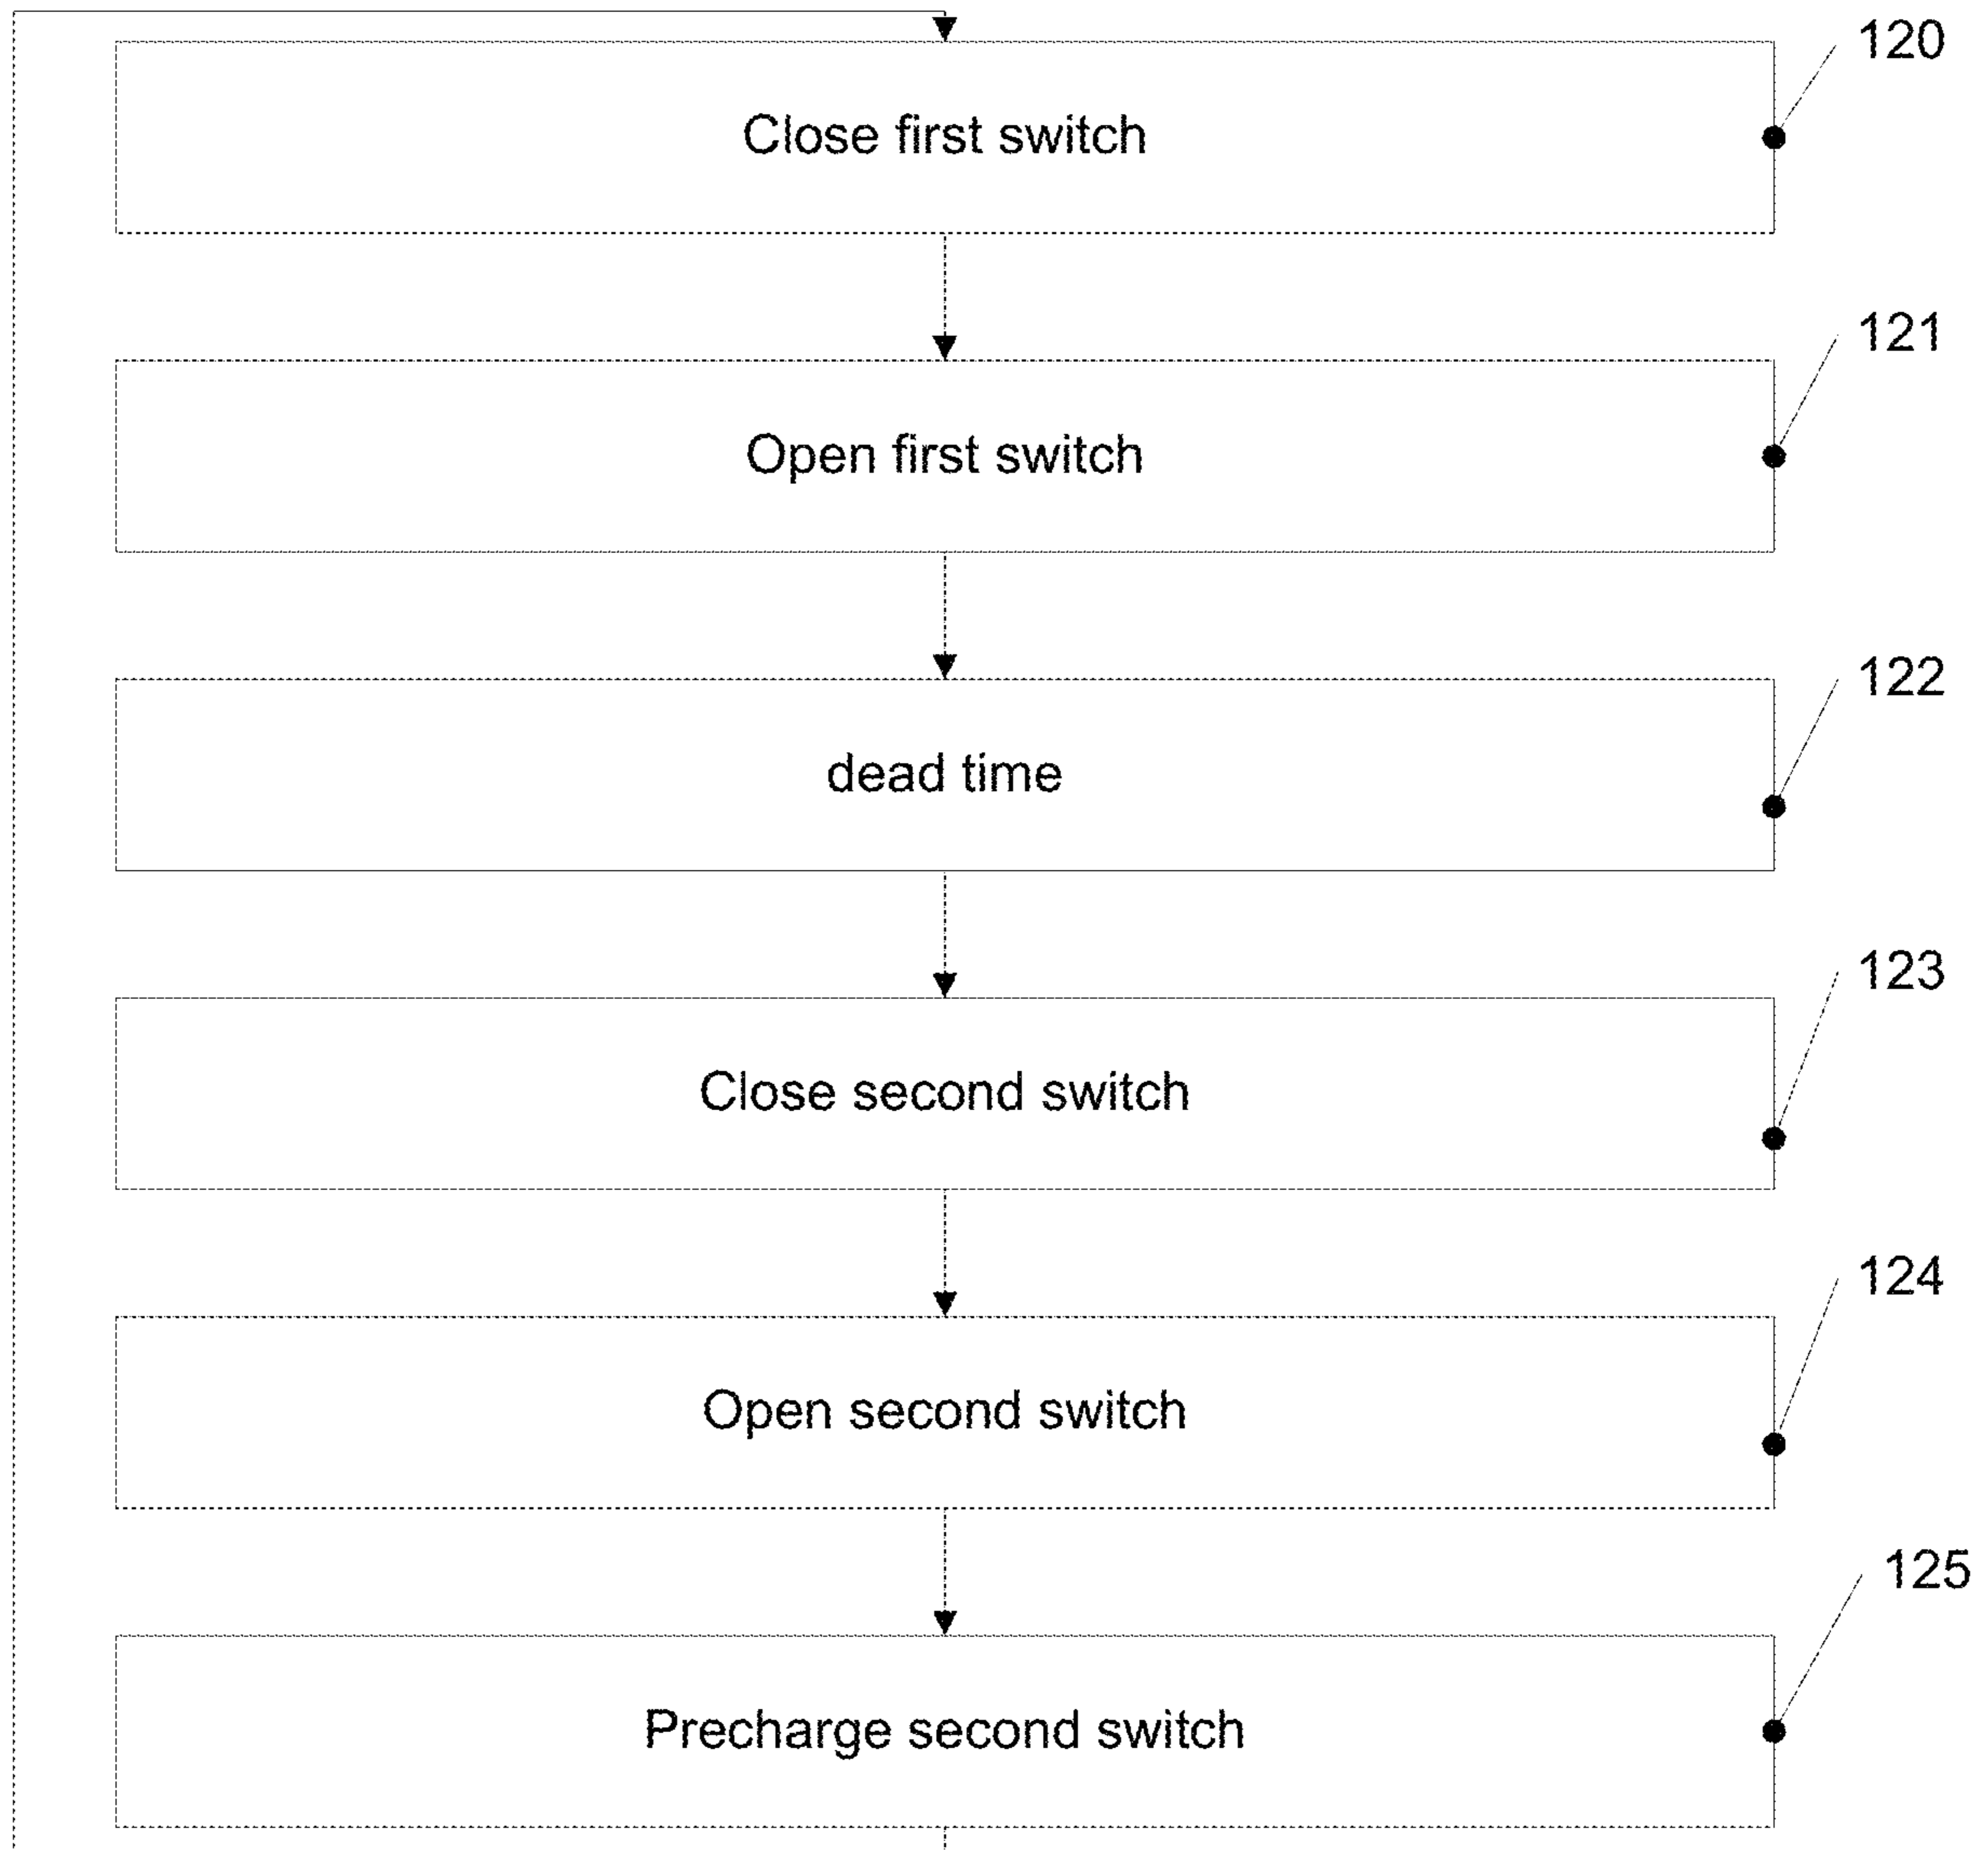 120
Close first switch
121
Open first switch
122
dead time
123
Close second switch
124
Open second switch
125
Precharge second switch